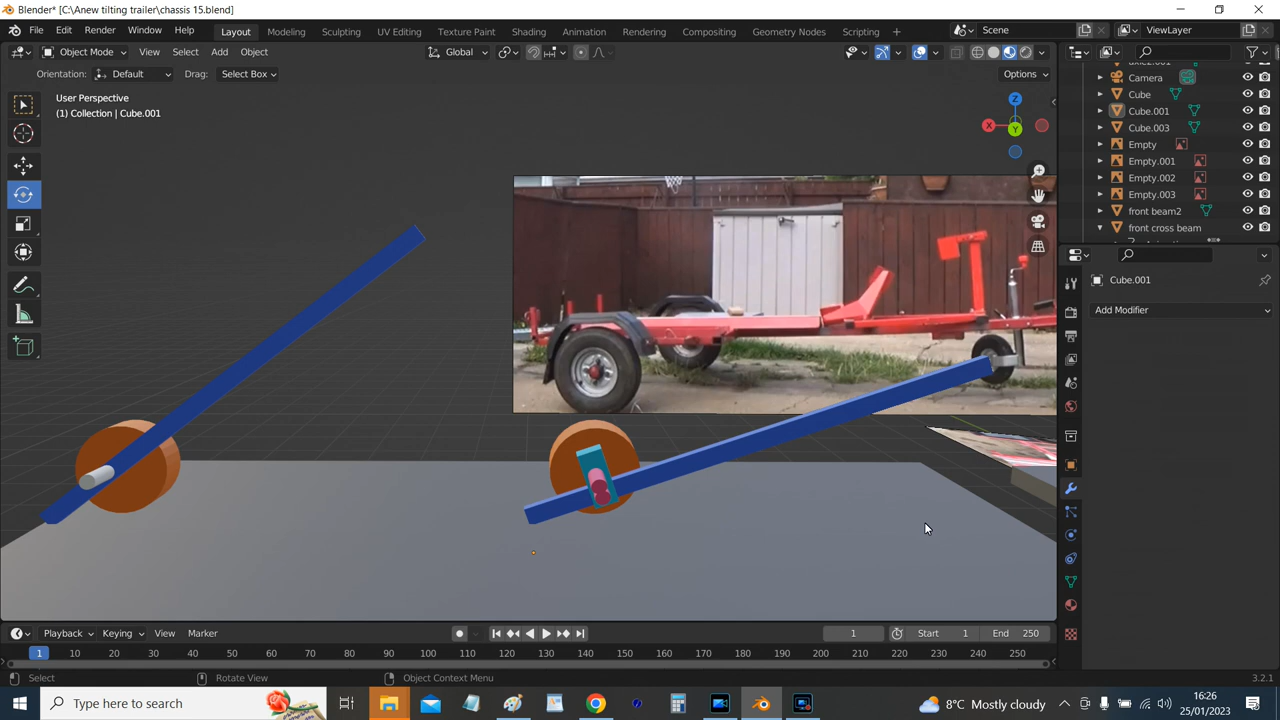 Blender* [C:\Anew tilting trailer\chassis 15.blend]
File Edit Render Window Help Layout Modeling Sculpting UV Editing Texture Paint Shading Animation Rendering Compositing Geometry Nodes Scripting + Scene ViewLayer
Object Mode View Select Add Object Global
Orientation: Default Drag: Select Box Options
User Perspective
(1) Collection | Cube.001
Z
X
Y
Camera
Cube
Cube.001
Cube.003
Empty
Empty.001
Empty.002
Empty.003
front beam2
front cross beam
Cube.001
Add Modifier
Playback Keying View Marker 1 Start 1 End 250
1 10 20 30 40 50 60 70 80 90 100 110 120 130 140 150 160 170 180 190 200 210 220 230 240 250
Select Rotate View Object Context Menu 3.2.1
Type here to search 8°C Mostly cloudy 16:26
25/01/2023